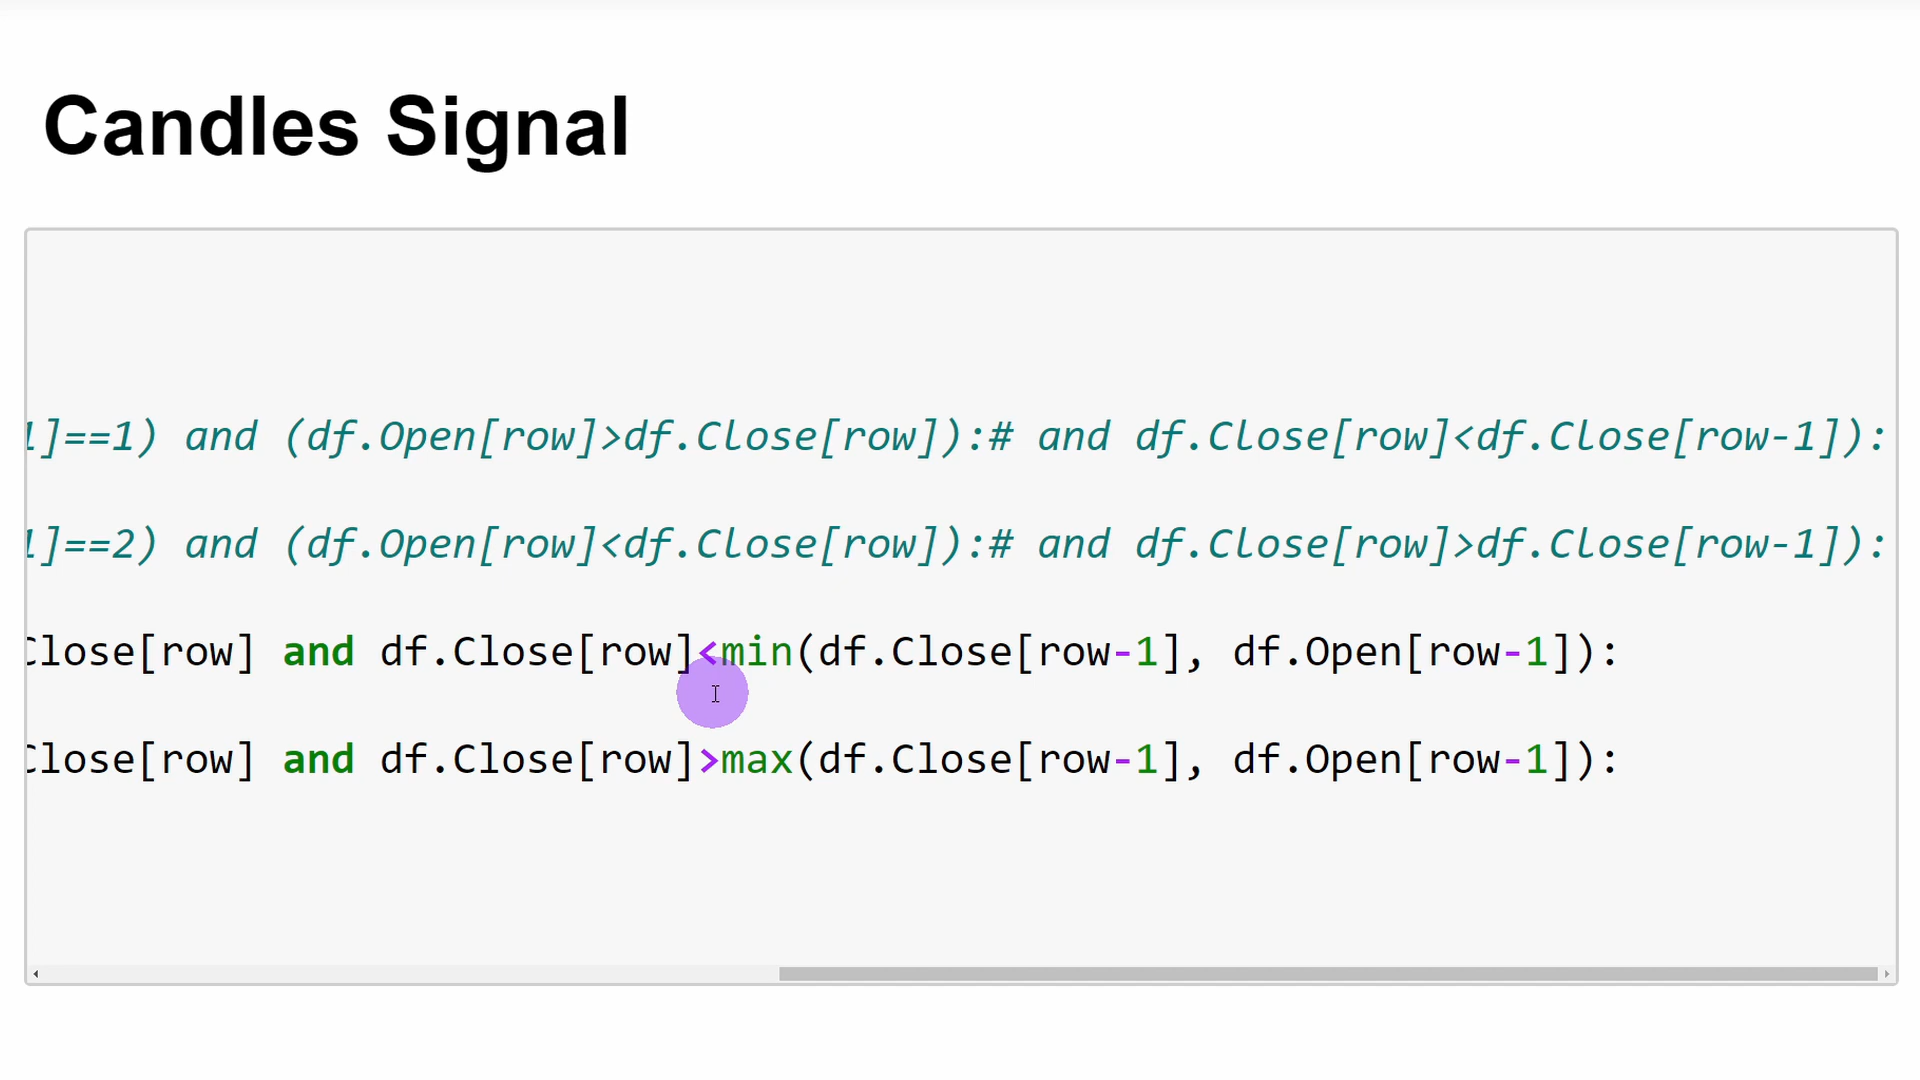 Candles Signal
1]==1) and (df.Open[row]>df.Close[row]):# and df.Close[row]<df.Close[row-1]):
1]==2) and (df.Open[row]<df.Close[row]):# and df.Close[row]>df.Close[row-1]):
Close[row] and df.Close[row]<min(df.Close[row-1], df.Open[row-1]):
Close[row] and df.Close[row]>max(df.Close[row-1], df.Open[row-1]):